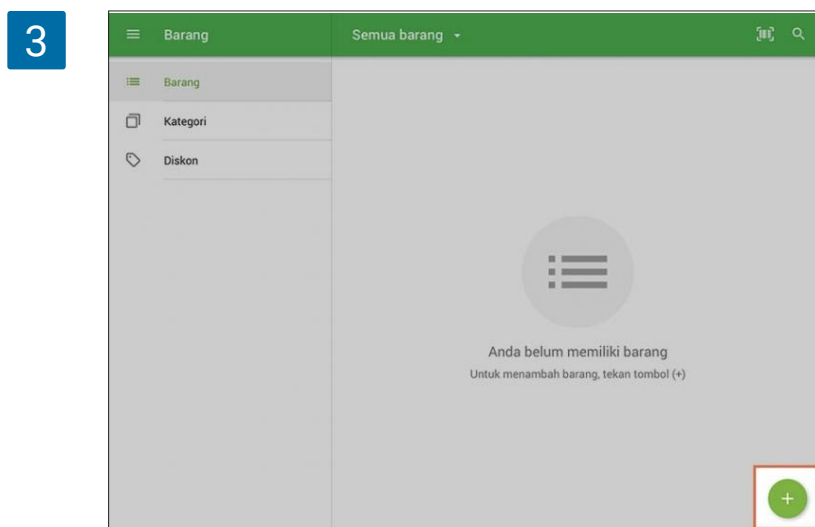 3
Barang
Semua barang
Barang
Kategori
Diskon
Anda belum memiliki barang
Untuk menambah barang, tekan tombol (+)
+